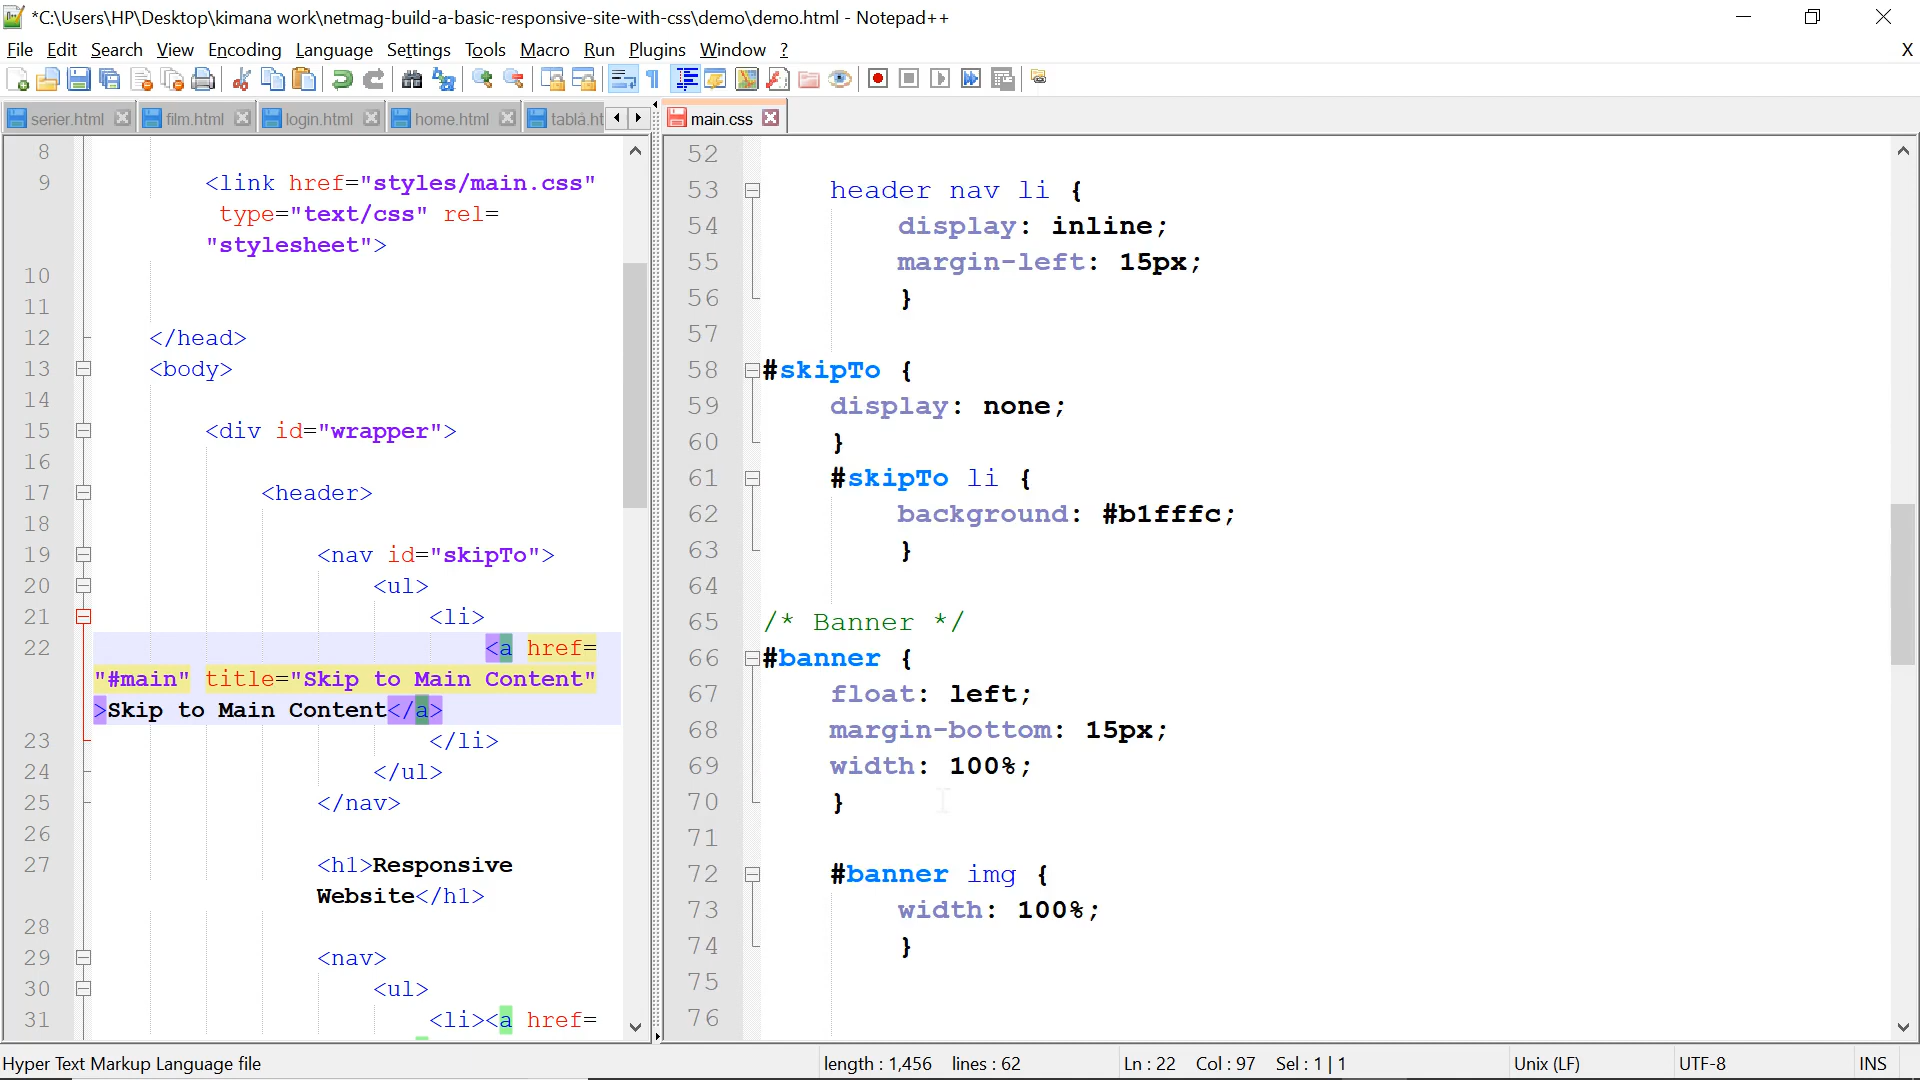 *C:\Users\HP\Desktop\kimana work\netmag-build-a-basic-responsive-site-with-css\demo\demo.html - Notepad++
File Edit Search View Encoding Language Settings Tools Macro Run Plugins Window ? X
serier.html film.html login.html home.html tablá.ht main.css
8
9 <link href="styles/main.css"
type="text/css" rel=
"stylesheet">
10
11
12 </head>
13 <body>
14
15 <div id="wrapper">
16
17 <header>
18
19 <nav id="skipTo">
20 <ul>
21 <li>
22 <a href=
"#main" title="Skip to Main Content"
>Skip to Main Content</a>
23 </li>
24 </ul>
25 </nav>
26
27 <h1>Responsive
Website</h1>
28
29 <nav>
30 <ul>
31 <li><a href=
52
53 header nav li {
54 display: inline;
55 margin-left: 15px;
56 }
57
58 #skipTo {
59 display: none;
60 }
61 #skipTo li {
62 background: #b1fffc;
63 }
64
65 /* Banner */
66 #banner {
67 float: left;
68 margin-bottom: 15px;
69 width: 100%;
70 }
71
72 #banner img {
73 width: 100%;
74 }
75
76
Hyper Text Markup Language file length : 1,456 lines : 62 Ln : 22 Col : 97 Sel : 1 | 1 Unix (LF) UTF-8 INS